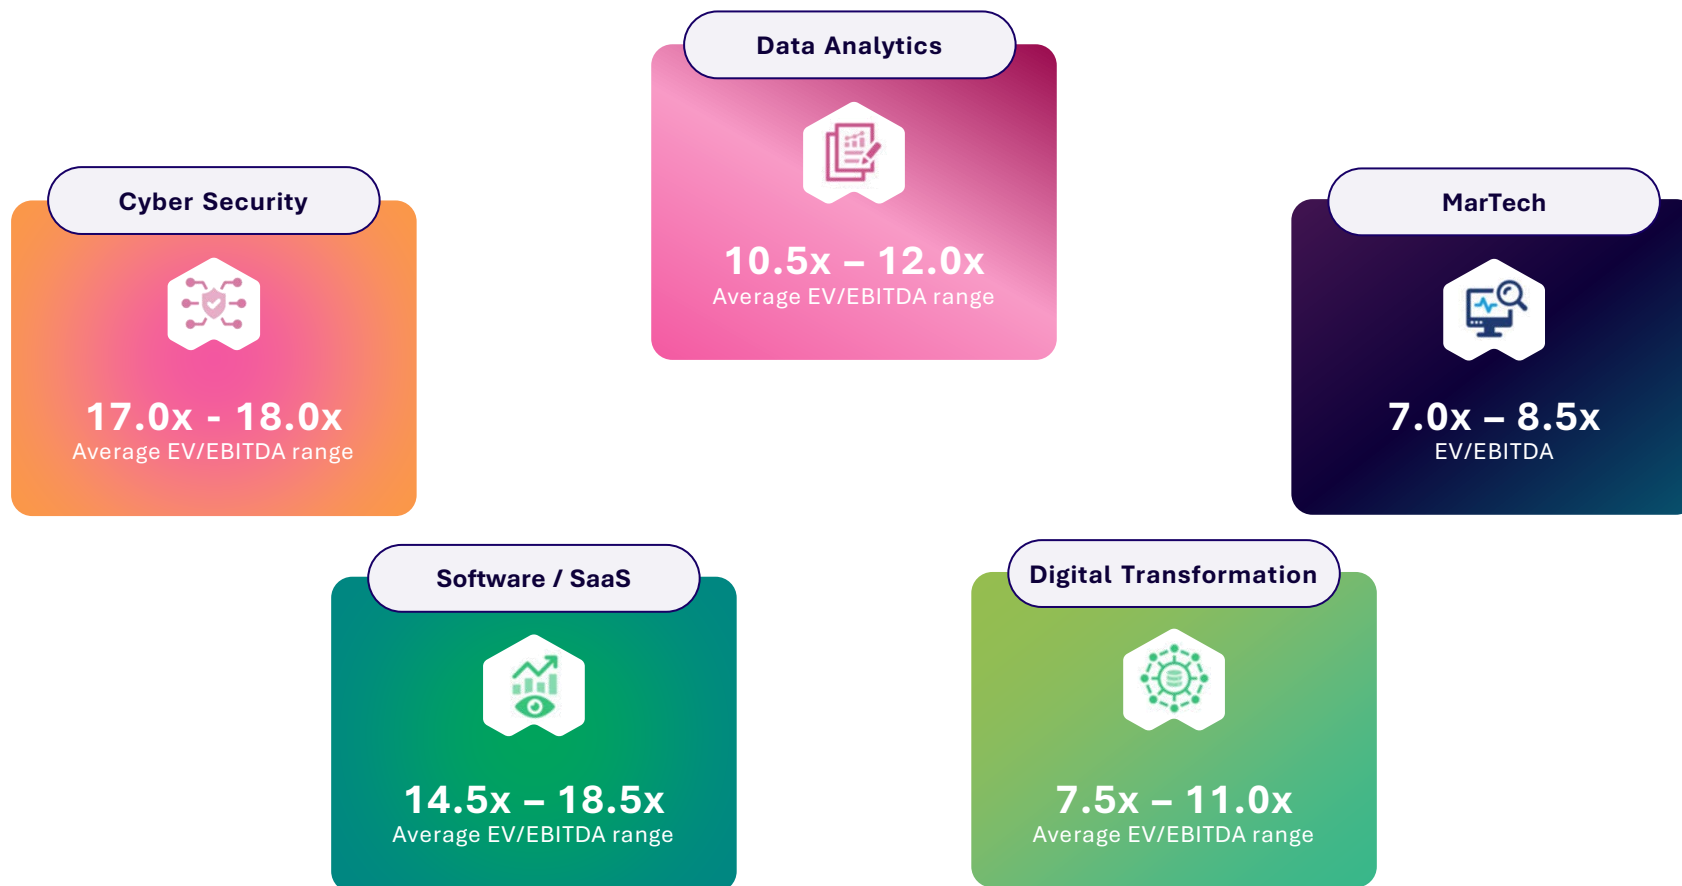 Data Analytics
10.5x – 12.0x
Average EV/EBITDA range
Cyber Security
17.0x - 18.0x
Average EV/EBITDA range
MarTech
7.0x – 8.5x
EV/EBITDA
Software / SaaS
14.5x – 18.5x
Average EV/EBITDA range
Digital Transformation
7.5x – 11.0x
Average EV/EBITDA range